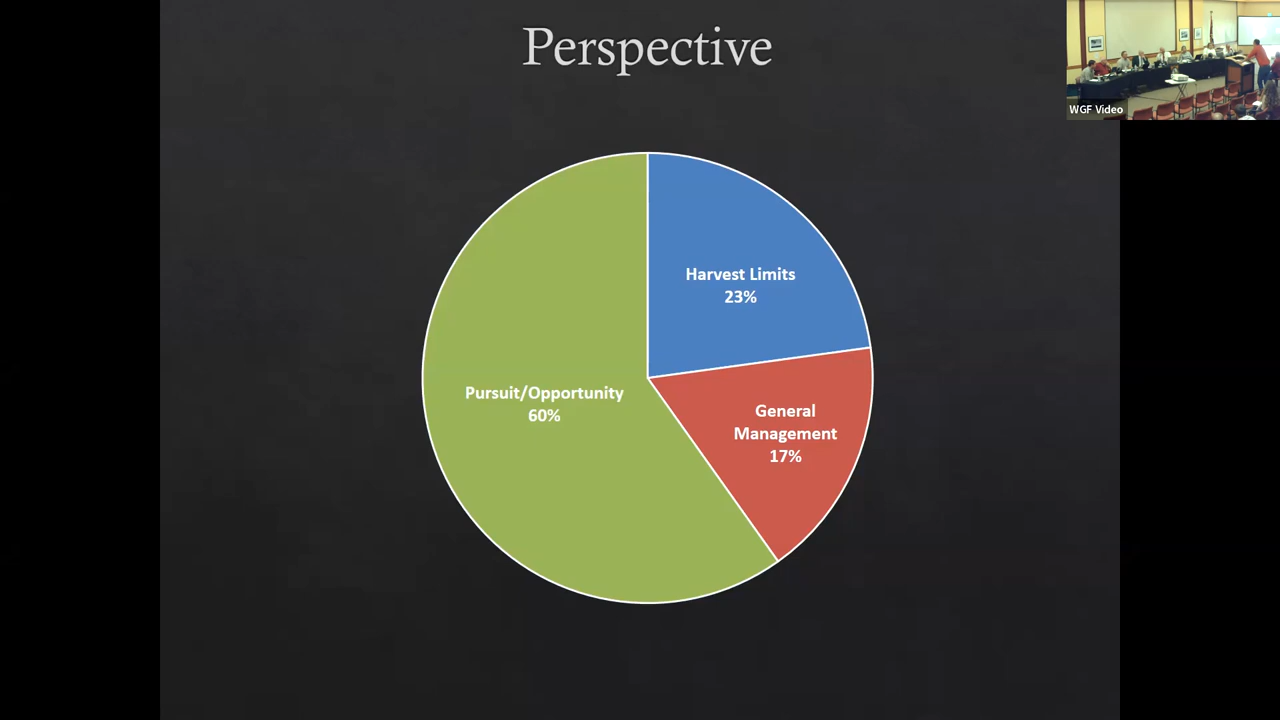 Perspective
WGF Video
Harvest Limits
23%
Pursuit/Opportunity
60%
General
Management
17%